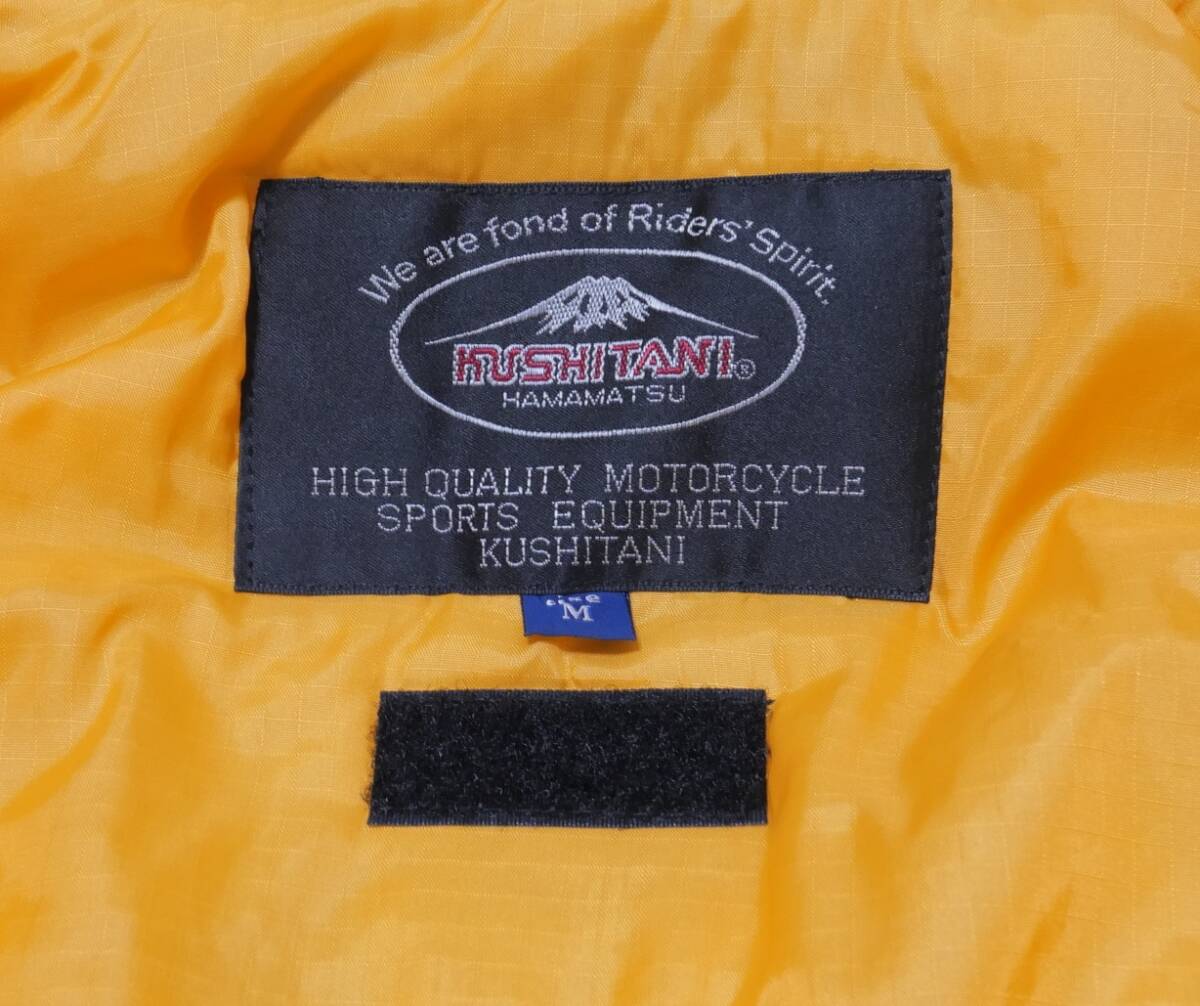 We are fond of Riders' Spirit.
KUSHITANI®
HAMAMATSU
HIGH QUALITY MOTORCYCLE
SPORTS EQUIPMENT
KUSHITANI
size
M